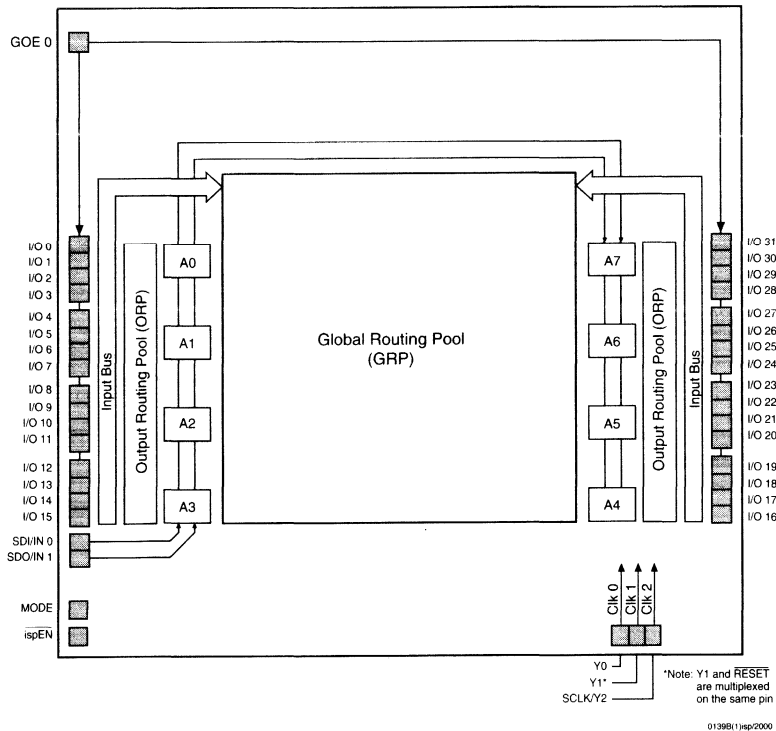 GOE 0
I/O 0
I/O 1
I/O 2
I/O 3
I/O 4
I/O 5
I/O 6
I/O 7
I/O 8
I/O 9
I/O 10
I/O 11
I/O 12
I/O 13
I/O 14
I/O 15
SDI/IN 0
SDO/IN 1
MODE
ispEN
Input Bus
Output Routing Pool (ORP)
A0
A1
A2
A3
Global Routing Pool
(GRP)
A7
A6
A5
A4
Output Routing Pool (ORP)
Input Bus
I/O 31
I/O 30
I/O 29
I/O 28
I/O 27
I/O 26
I/O 25
I/O 24
I/O 23
I/O 22
I/O 21
I/O 20
I/O 19
I/O 18
I/O 17
I/O 16
Clk 0
Clk 1
Clk 2
Y0
Y1*
SCLK/Y2
*Note: Y1 and RESET
are multiplexed
on the same pin
0139B(1)isp/2000